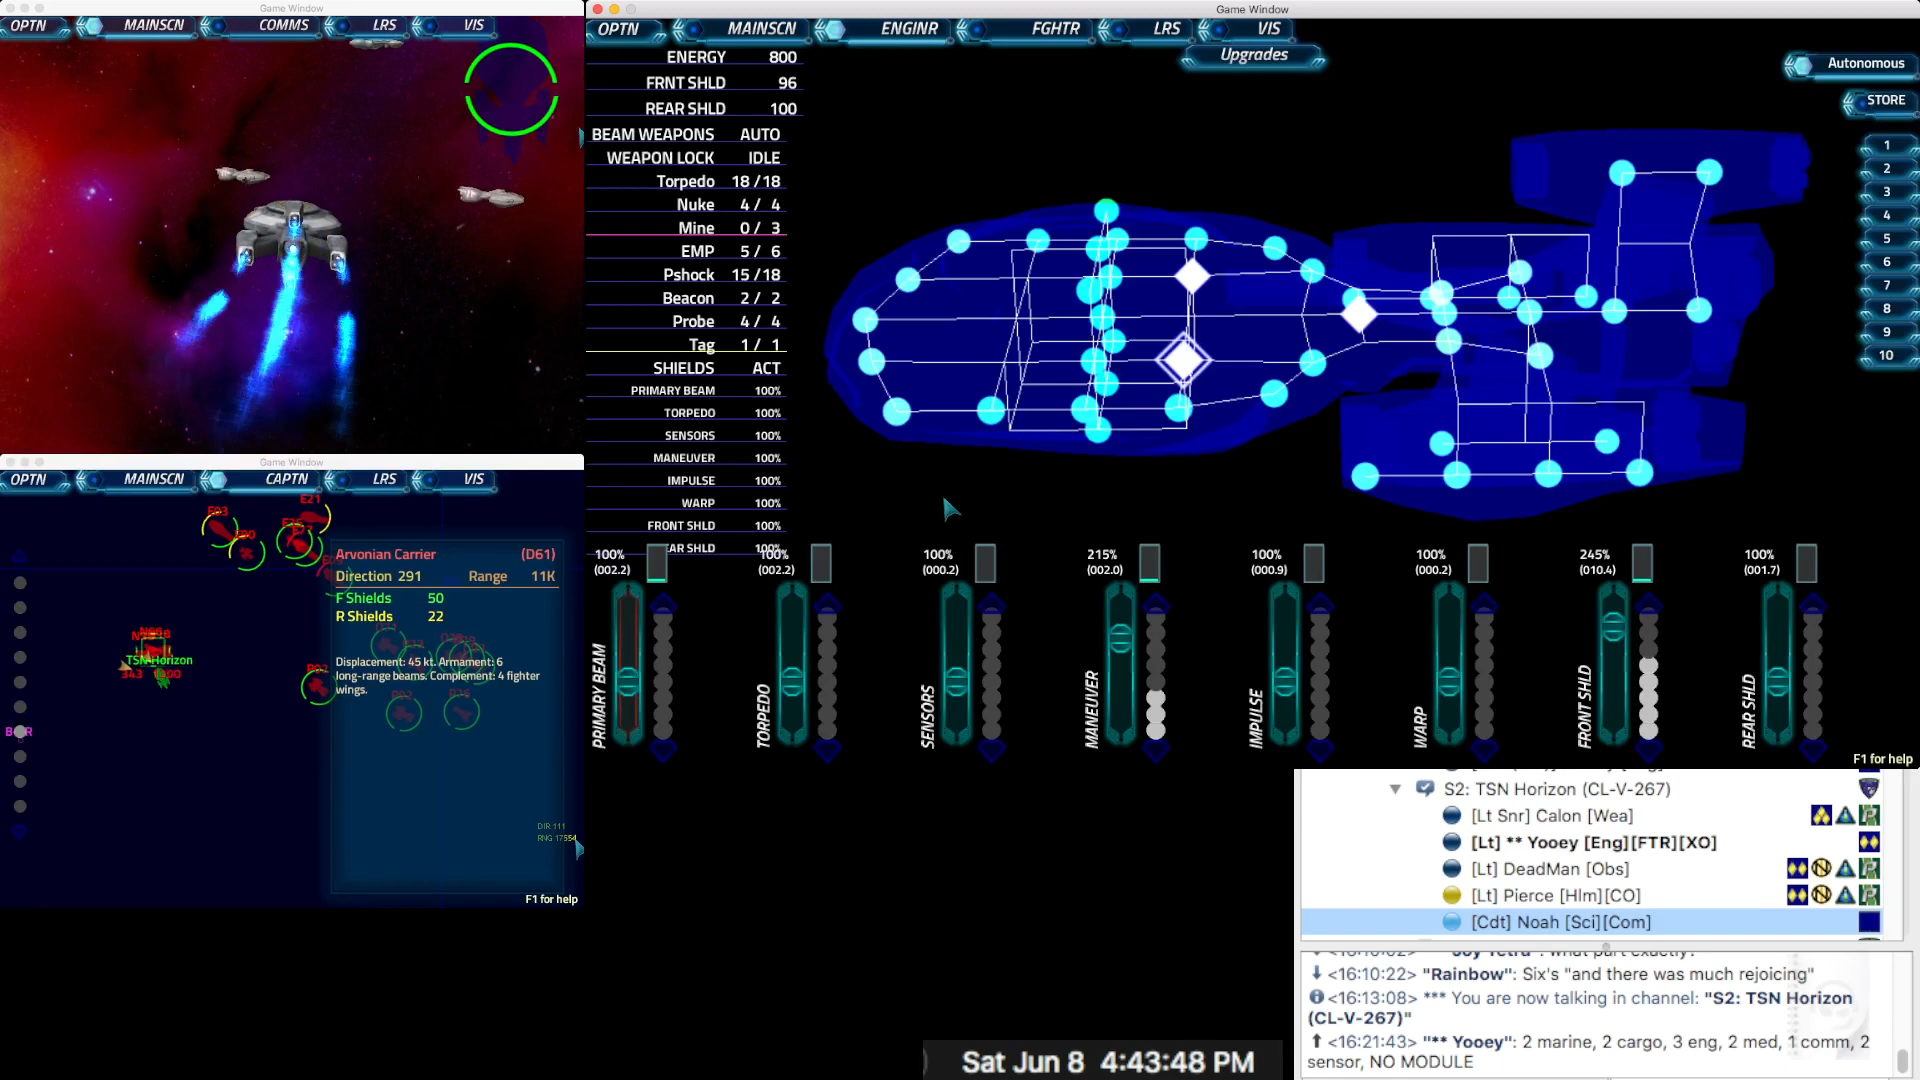 Game Window
OPTN MAINSCN COMMS LRS VIS
Game Window
OPTN MAINSCN ENGINR FGHTR LRS VIS
Upgrades
ENERGY 800
FRNT SHLD 96
REAR SHLD 100
BEAM WEAPONS AUTO
WEAPON LOCK IDLE
Torpedo 18 / 18
Nuke 4 / 4
Mine 0 / 3
EMP 5 / 6
Pshock 15 / 18
Beacon 2 / 2
Probe 4 / 4
Tag 1 / 1
SHIELDS ACT
PRIMARY BEAM 100%
TORPEDO 100%
SENSORS 100%
MANEUVER 100%
IMPULSE 100%
WARP 100%
FRONT SHLD 100%
EAR SHLD 100%
Autonomous
STORE
1
2
3
4
5
6
7
8
9
10
100% 100% 100% 215% 100% 100% 245% 100%
(002.2) (002.2) (000.2) (002.0) (000.9) (000.2) (010.4) (001.7)
PRIMARY BEAM
TORPEDO
SENSORS
MANEUVER
IMPULSE
WARP
FRONT SHLD
REAR SHLD
F1 for help
Game Window
OPTN MAINSCN CAPTN LRS VIS
E21
Arvonian Carrier (D61)
Direction 291 Range 11K
F Shields 50
R Shields 22
Displacement: 45 kt. Armament: 6
long-range beams. Complement: 4 fighter
wings.
TSN Horizon
343
DIR 111
RNG 17554
F1 for help
S2: TSN Horizon (CL-V-267)
[Lt Snr] Calon [Wea]
[Lt] ** Yooey [Eng][FTR][XO]
[Lt] DeadMan [Obs]
[Lt] Pierce [Hlm][CO]
[Cdt] Noah [Sci][Com]
<16:10:22> "Rainbow": Six's "and there was much rejoicing"
<16:13:08> *** You are now talking in channel: "S2: TSN Horizon
(CL-V-267)"
<16:21:43> "** Yooey": 2 marine, 2 cargo, 3 eng, 2 med, 1 comm, 2
sensor, NO MODULE
Sat Jun 8 4:43:48 PM